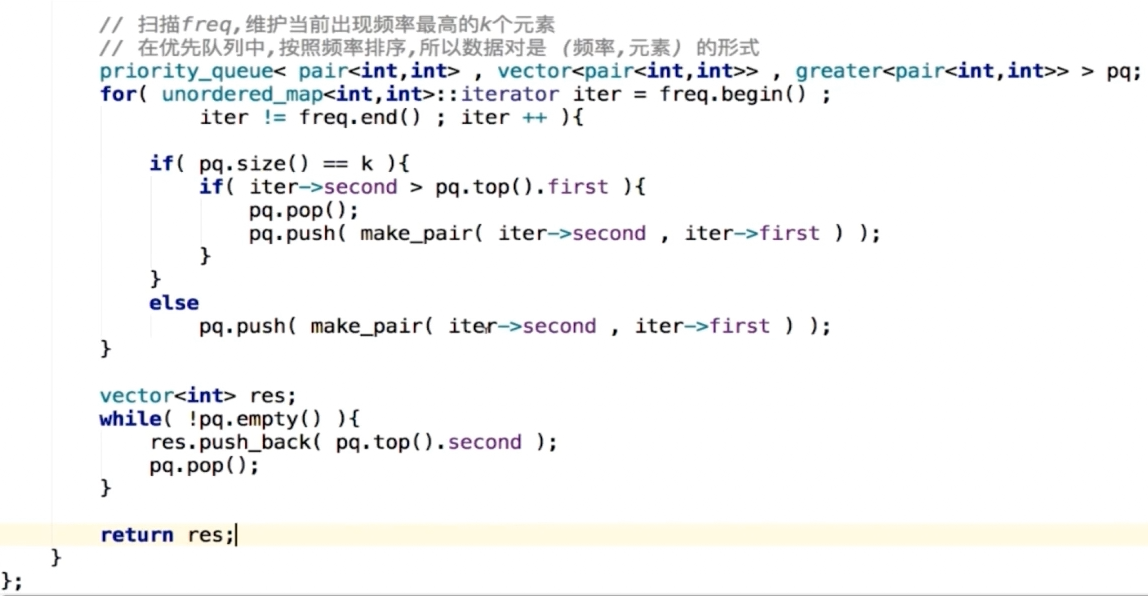 // 扫描freq,维护当前出现频率最高的k个元素
// 在优先队列中,按照频率排序,所以数据对是 (频率,元素) 的形式
priority_queue< pair<int,int> , vector<pair<int,int>> , greater<pair<int,int>> > pq;
for( unordered_map<int,int>::iterator iter = freq.begin() ;
iter != freq.end() ; iter ++ ){
if( pq.size() == k ){
if( iter->second > pq.top().first ){
pq.pop();
pq.push( make_pair( iter->second , iter->first ) );
}
}
else
pq.push( make_pair( iter->second , iter->first ) );
}
vector<int> res;
while( !pq.empty() ){
res.push_back( pq.top().second );
pq.pop();
}
return res;
}
};